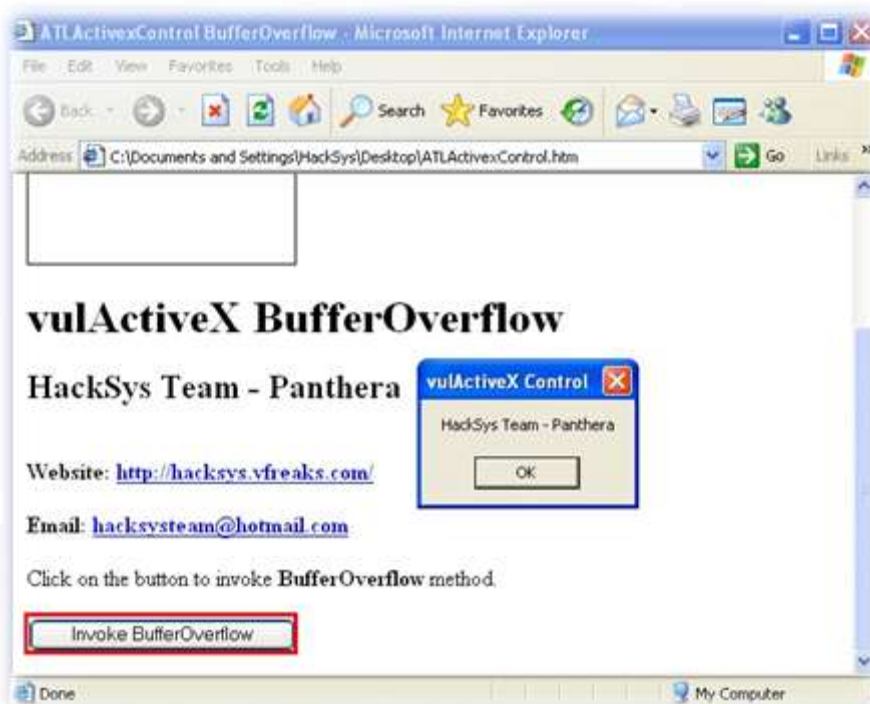 ATLActivexControl BufferOverflow - Microsoft Internet Explorer
File Edit View Favorites Tools Help
Back Search Favorites
Address C:\Documents and Settings\HackSys\Desktop\ATLActivexControl.htm Go Links »
vulActiveX BufferOverflow
HackSys Team - Panthera
vulActiveX Control
HackSys Team - Panthera
OK
Website: http://hacksys.vfreaks.com/
Email: hacksysteam@hotmail.com
Click on the button to invoke BufferOverflow method.
Invoke BufferOverflow
Done My Computer